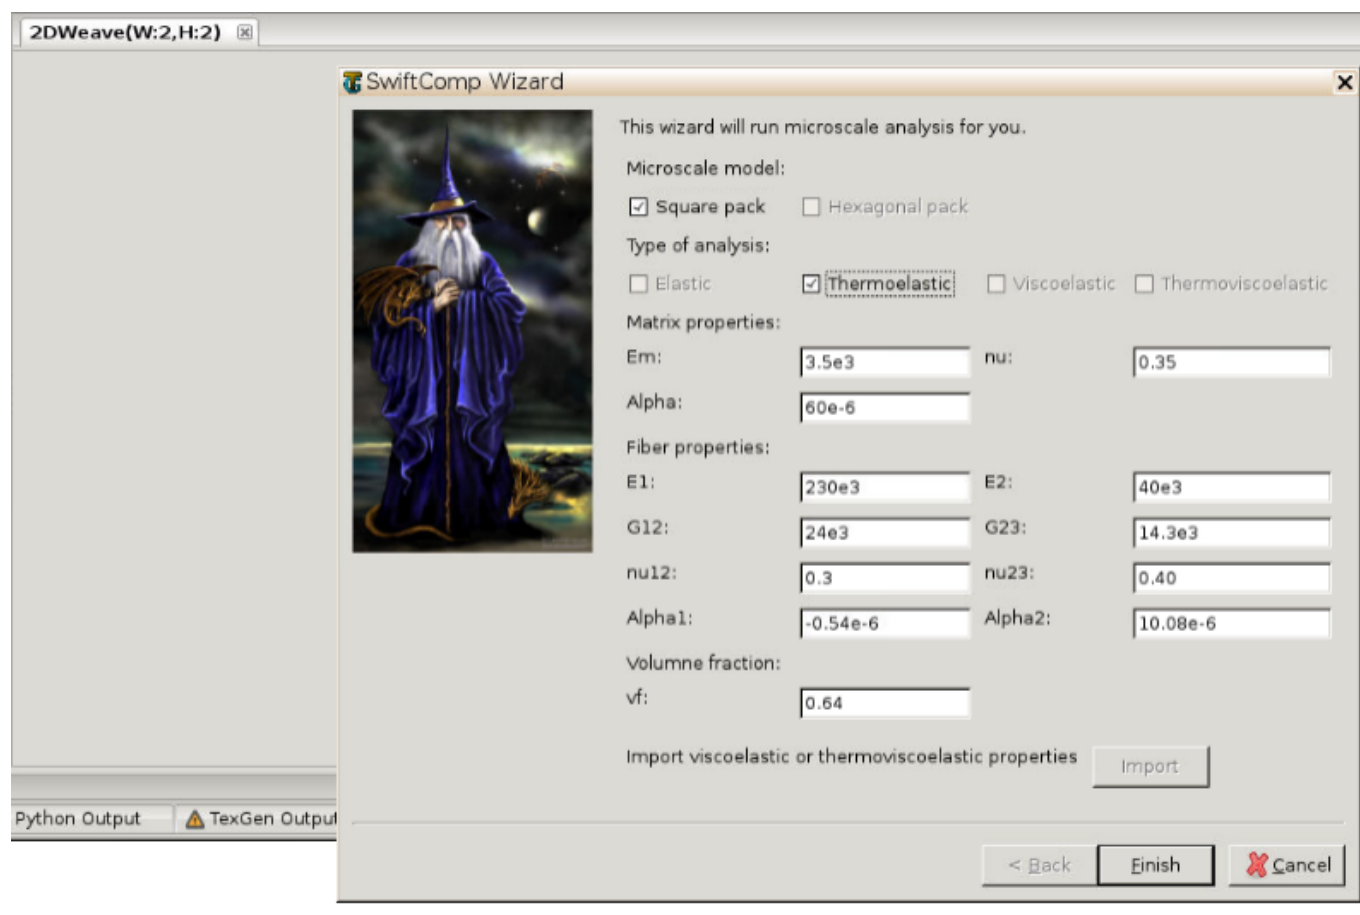 2DWeave(W:2,H:2)
SwiftComp Wizard
This wizard will run microscale analysis for you.
Microscale model:
Square pack Hexagonal pack
Type of analysis:
Elastic Thermoelastic Viscoelastic Thermoviscoelastic
Matrix properties:
Em: 3.5e3 nu: 0.35
Alpha: 60e-6
Fiber properties:
E1: 230e3 E2: 40e3
G12: 24e3 G23: 14.3e3
nu12: 0.3 nu23: 0.40
Alpha1: -0.54e-6 Alpha2: 10.08e-6
Volumne fraction:
vf: 0.64
Import viscoelastic or thermoviscoelastic properties Import
Python Output TexGen Output
< Back Finish Cancel